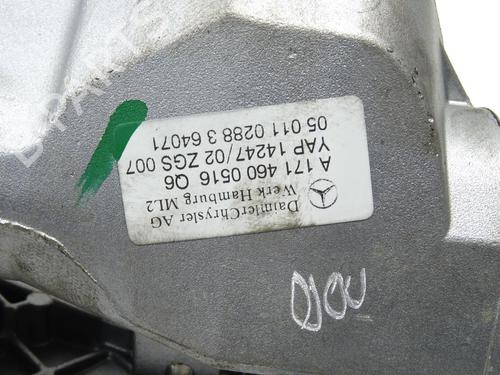 DaimlerChrysler AG
Werk Hamburg ML2
A 171 460 0516 Q6
YAP 14247/02 ZGS 007
05 011 0288 3 64071